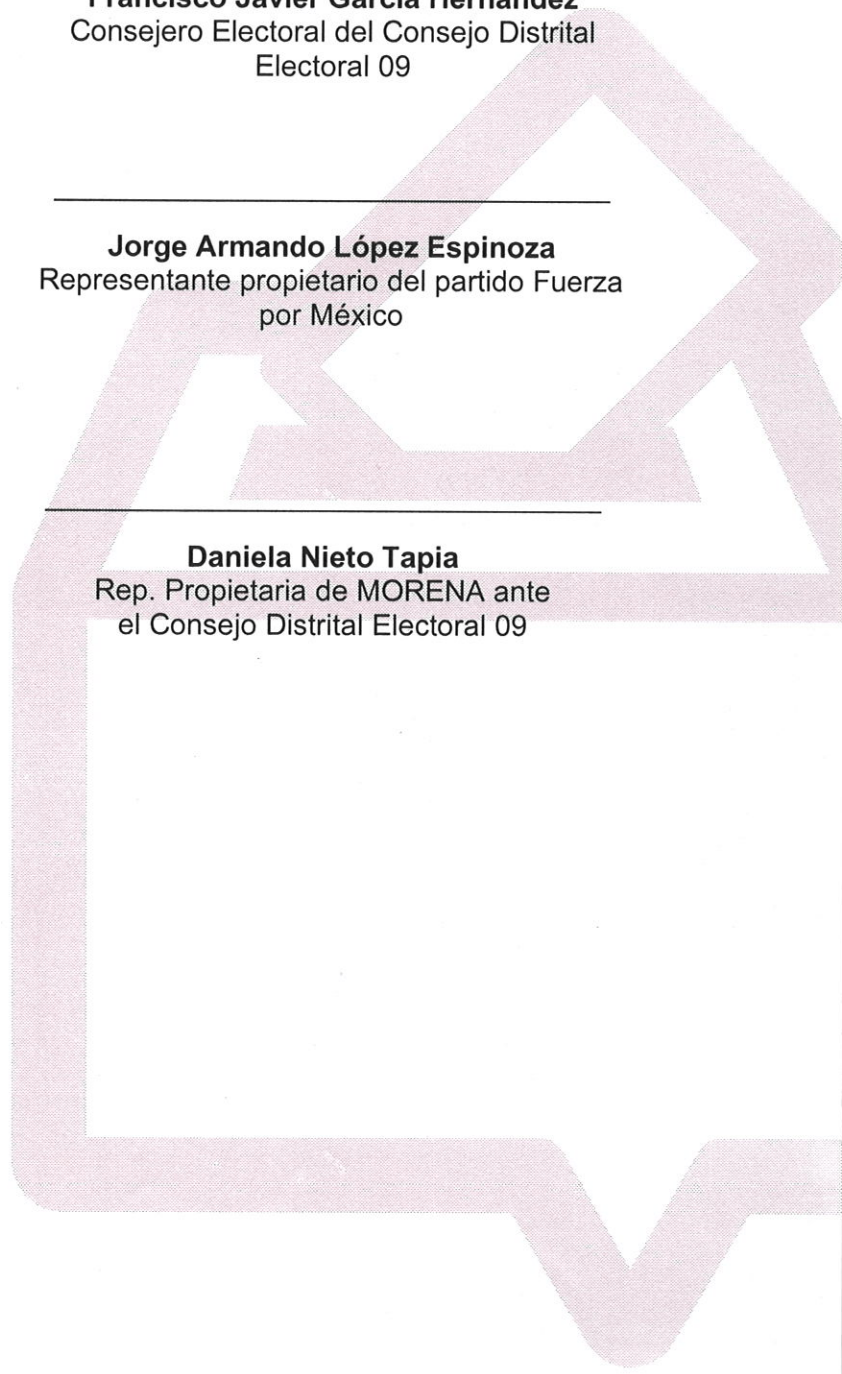 Francisco Javier García Hernández
Consejero Electoral del Consejo Distrital
Electoral 09
Jorge Armando López Espinoza
Representante propietario del partido Fuerza
por México
Daniela Nieto Tapia
Rep. Propietaria de MORENA ante
el Consejo Distrital Electoral 09